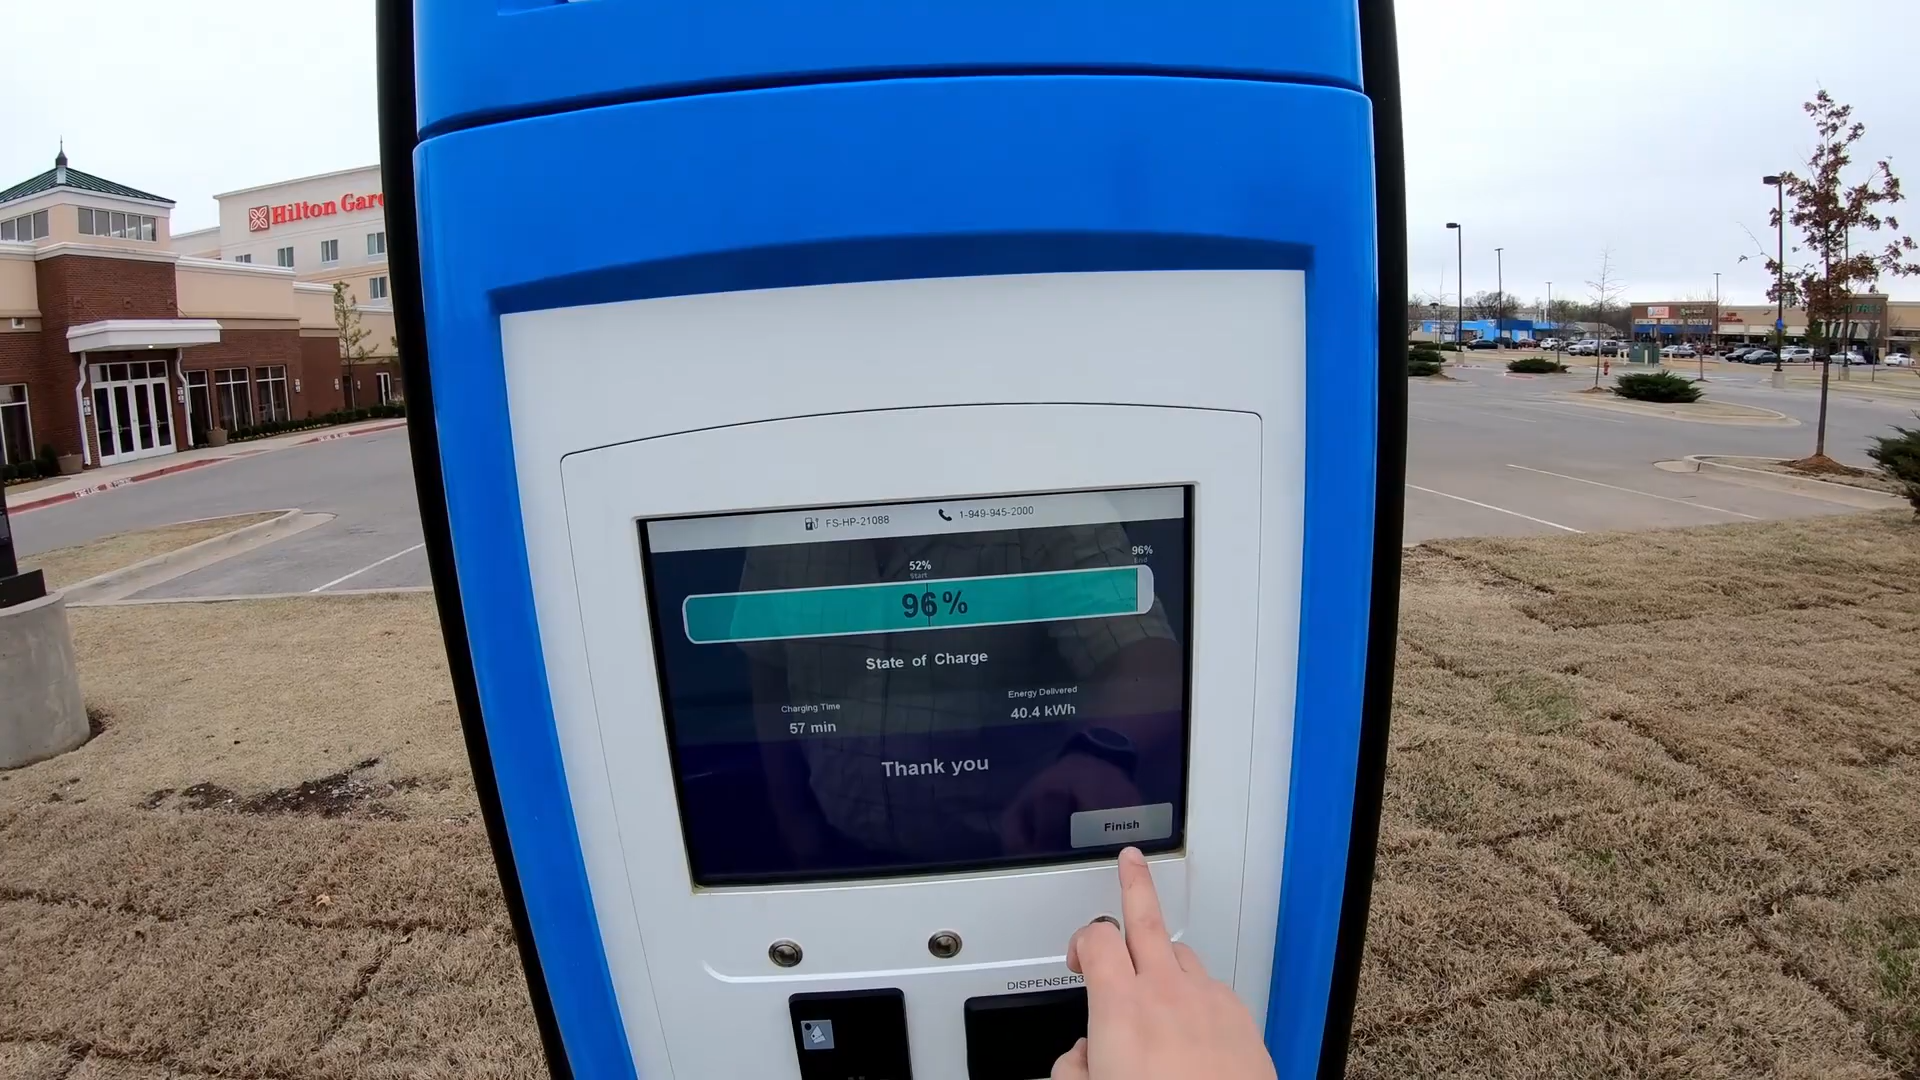 Hilton Gard
FS-HP-21088
1-949-945-2000
52%
Start
96%
End
96%
State of Charge
Charging Time
57 min
Energy Delivered
40.4 kWh
Thank you
Finish
DISPENSER3